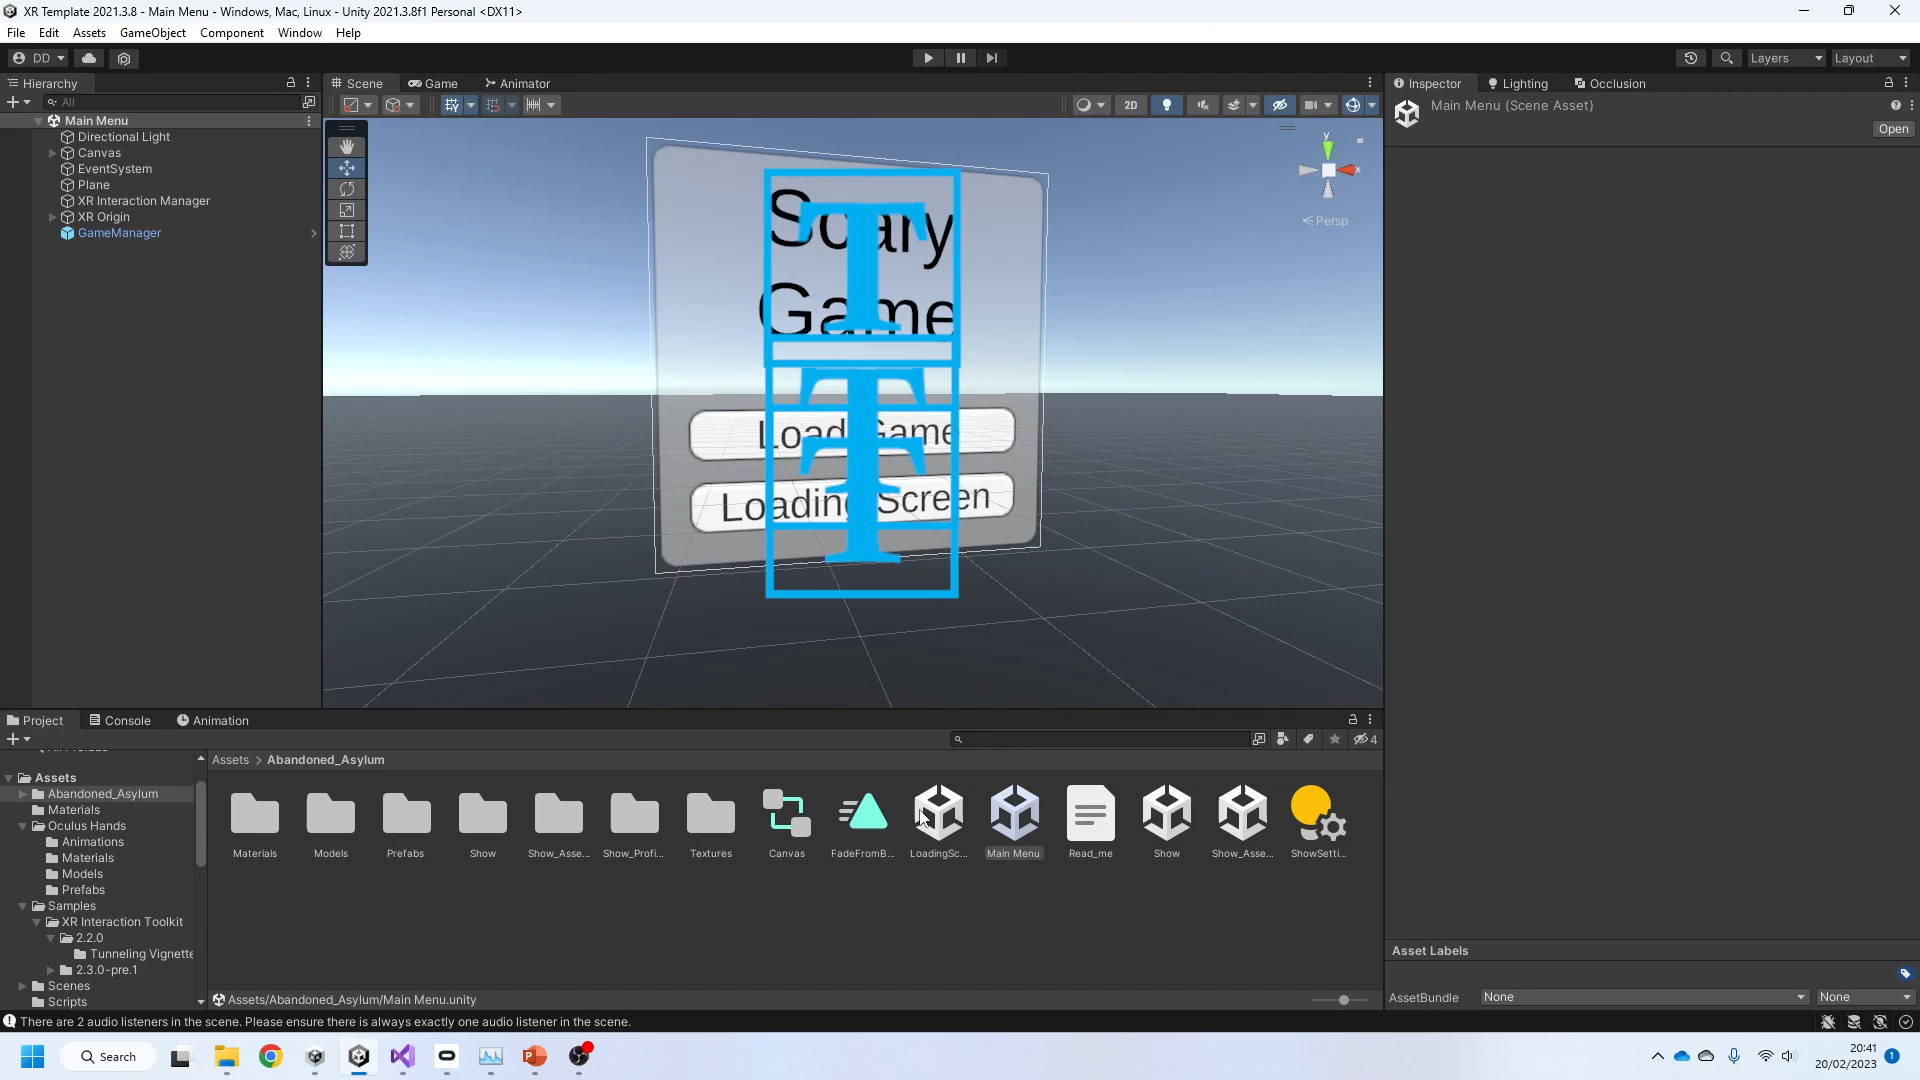 XR Template 2021.3.8 - Main Menu - Windows, Mac, Linux - Unity 2021.3.8f1 Personal <DX11>
File Edit Assets GameObject Component Window Help
DD Layers Layout
Hierarchy
All
Main Menu
Directional Light
Canvas
EventSystem
Plane
XR Interaction Manager
XR Origin
GameManager
Scene Game Animator
2D
y
x
Persp
Scary
Game
Load Game
Loading Screen
T
T
T
Inspector Lighting Occlusion
Main Menu (Scene Asset)
Open
Asset Labels
AssetBundle None None
Project Console Animation
4
Assets
Abandoned_Asylum
Materials
Oculus Hands
Animations
Materials
Models
Prefabs
Samples
XR Interaction Toolkit
2.2.0
Tunneling Vignette
2.3.0-pre.1
Scenes
Scripts
Assets > Abandoned_Asylum
Materials Models Prefabs Show Show_Asse... Show_Profi... Textures Canvas FadeFromB... LoadingSc... Main Menu Read_me Show Show_Asse... ShowSetti...
Assets/Abandoned_Asylum/Main Menu.unity
There are 2 audio listeners in the scene. Please ensure there is always exactly one audio listener in the scene.
Search
20:41
20/02/2023
1